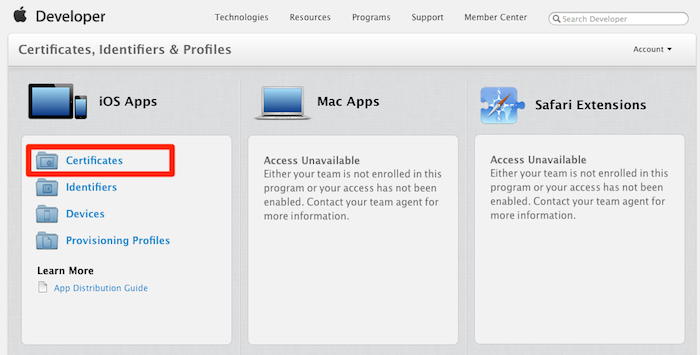 Developer
Technologies Resources Programs Support Member Center
Search Developer
Certificates, Identifiers & Profiles
Account
iOS Apps
Certificates
Identifiers
Devices
Provisioning Profiles
Learn More
App Distribution Guide
Mac Apps
Access Unavailable
Either your team is not enrolled in this
program or your access has not been
enabled. Contact your team agent for
more information.
Safari Extensions
Access Unavailable
Either your team is not enrolled in this
program or your access has not been
enabled. Contact your team agent for
more information.